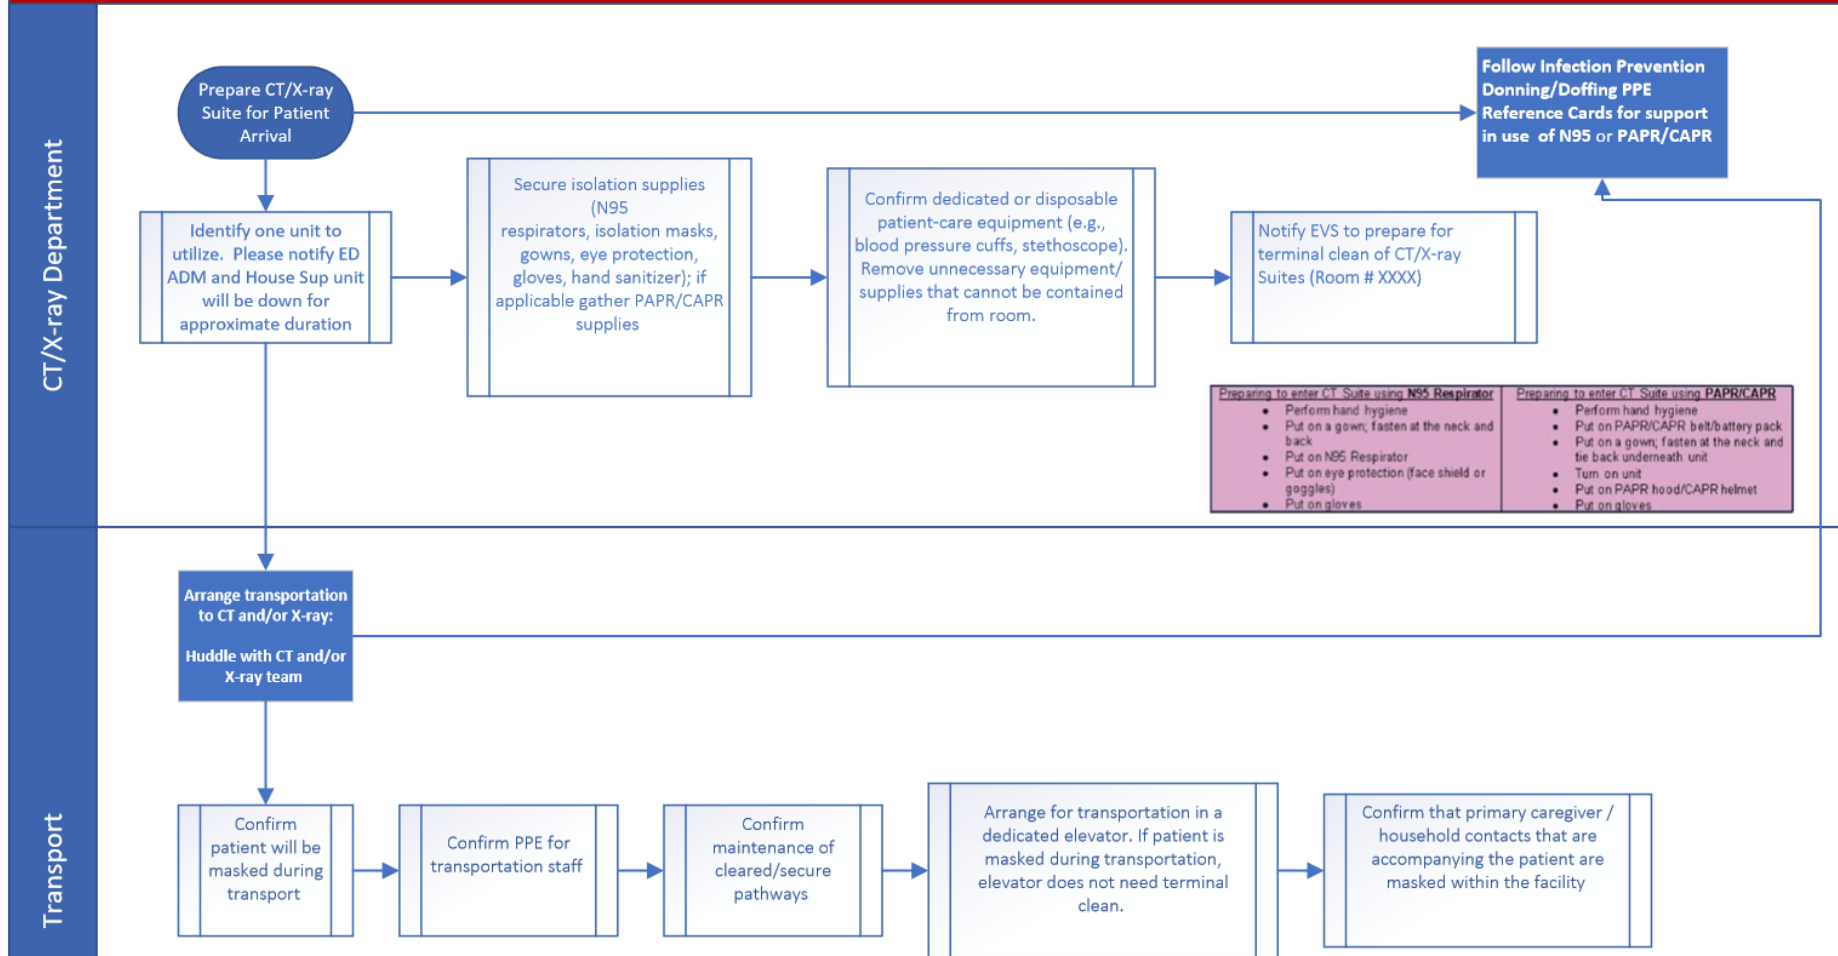 CT/X-ray Department
Prepare CT/X-ray
Suite for Patient
Arrival
Follow Infection Prevention
Donning/Doffing PPE
Reference Cards for support
in use of N95 or PAPR/CAPR
Identify one unit to
utilize. Please notify ED
ADM and House Sup unit
will be down for
approximate duration
Secure isolation supplies
(N95
respirators, isolation masks,
gowns, eye protection,
gloves, hand sanitizer); if
applicable gather PAPR/CAPR
supplies
Confirm dedicated or disposable
patient-care equipment (e.g.,
blood pressure cuffs, stethoscope).
Remove unnecessary equipment/
supplies that cannot be contained
from room.
Notify EVS to prepare for
terminal clean of CT/X-ray
Suites (Room # XXXX)
Preparing to enter CT Suite using N95 Respirator
• Perform hand hygiene
• Put on a gown; fasten at the neck and
back
• Put on N95 Respirator
• Put on eye protection (face shield or
goggles)
• Put on gloves
Preparing to enter CT Suite using PAPR/CAPR
• Perform hand hygiene
• Put on PAPR/CAPR belt/battery pack
• Put on a gown; fasten at the neck and
tie back underneath unit
• Turn on unit
• Put on PAPR hood/CAPR helmet
• Put on gloves
Transport
Arrange transportation
to CT and/or X-ray:
Huddle with CT and/or
X-ray team
Confirm
patient will be
masked during
transport
Confirm PPE for
transportation staff
Confirm
maintenance of
cleared/secure
pathways
Arrange for transportation in a
dedicated elevator. If patient is
masked during transportation,
elevator does not need terminal
clean.
Confirm that primary caregiver /
household contacts that are
accompanying the patient are
masked within the facility